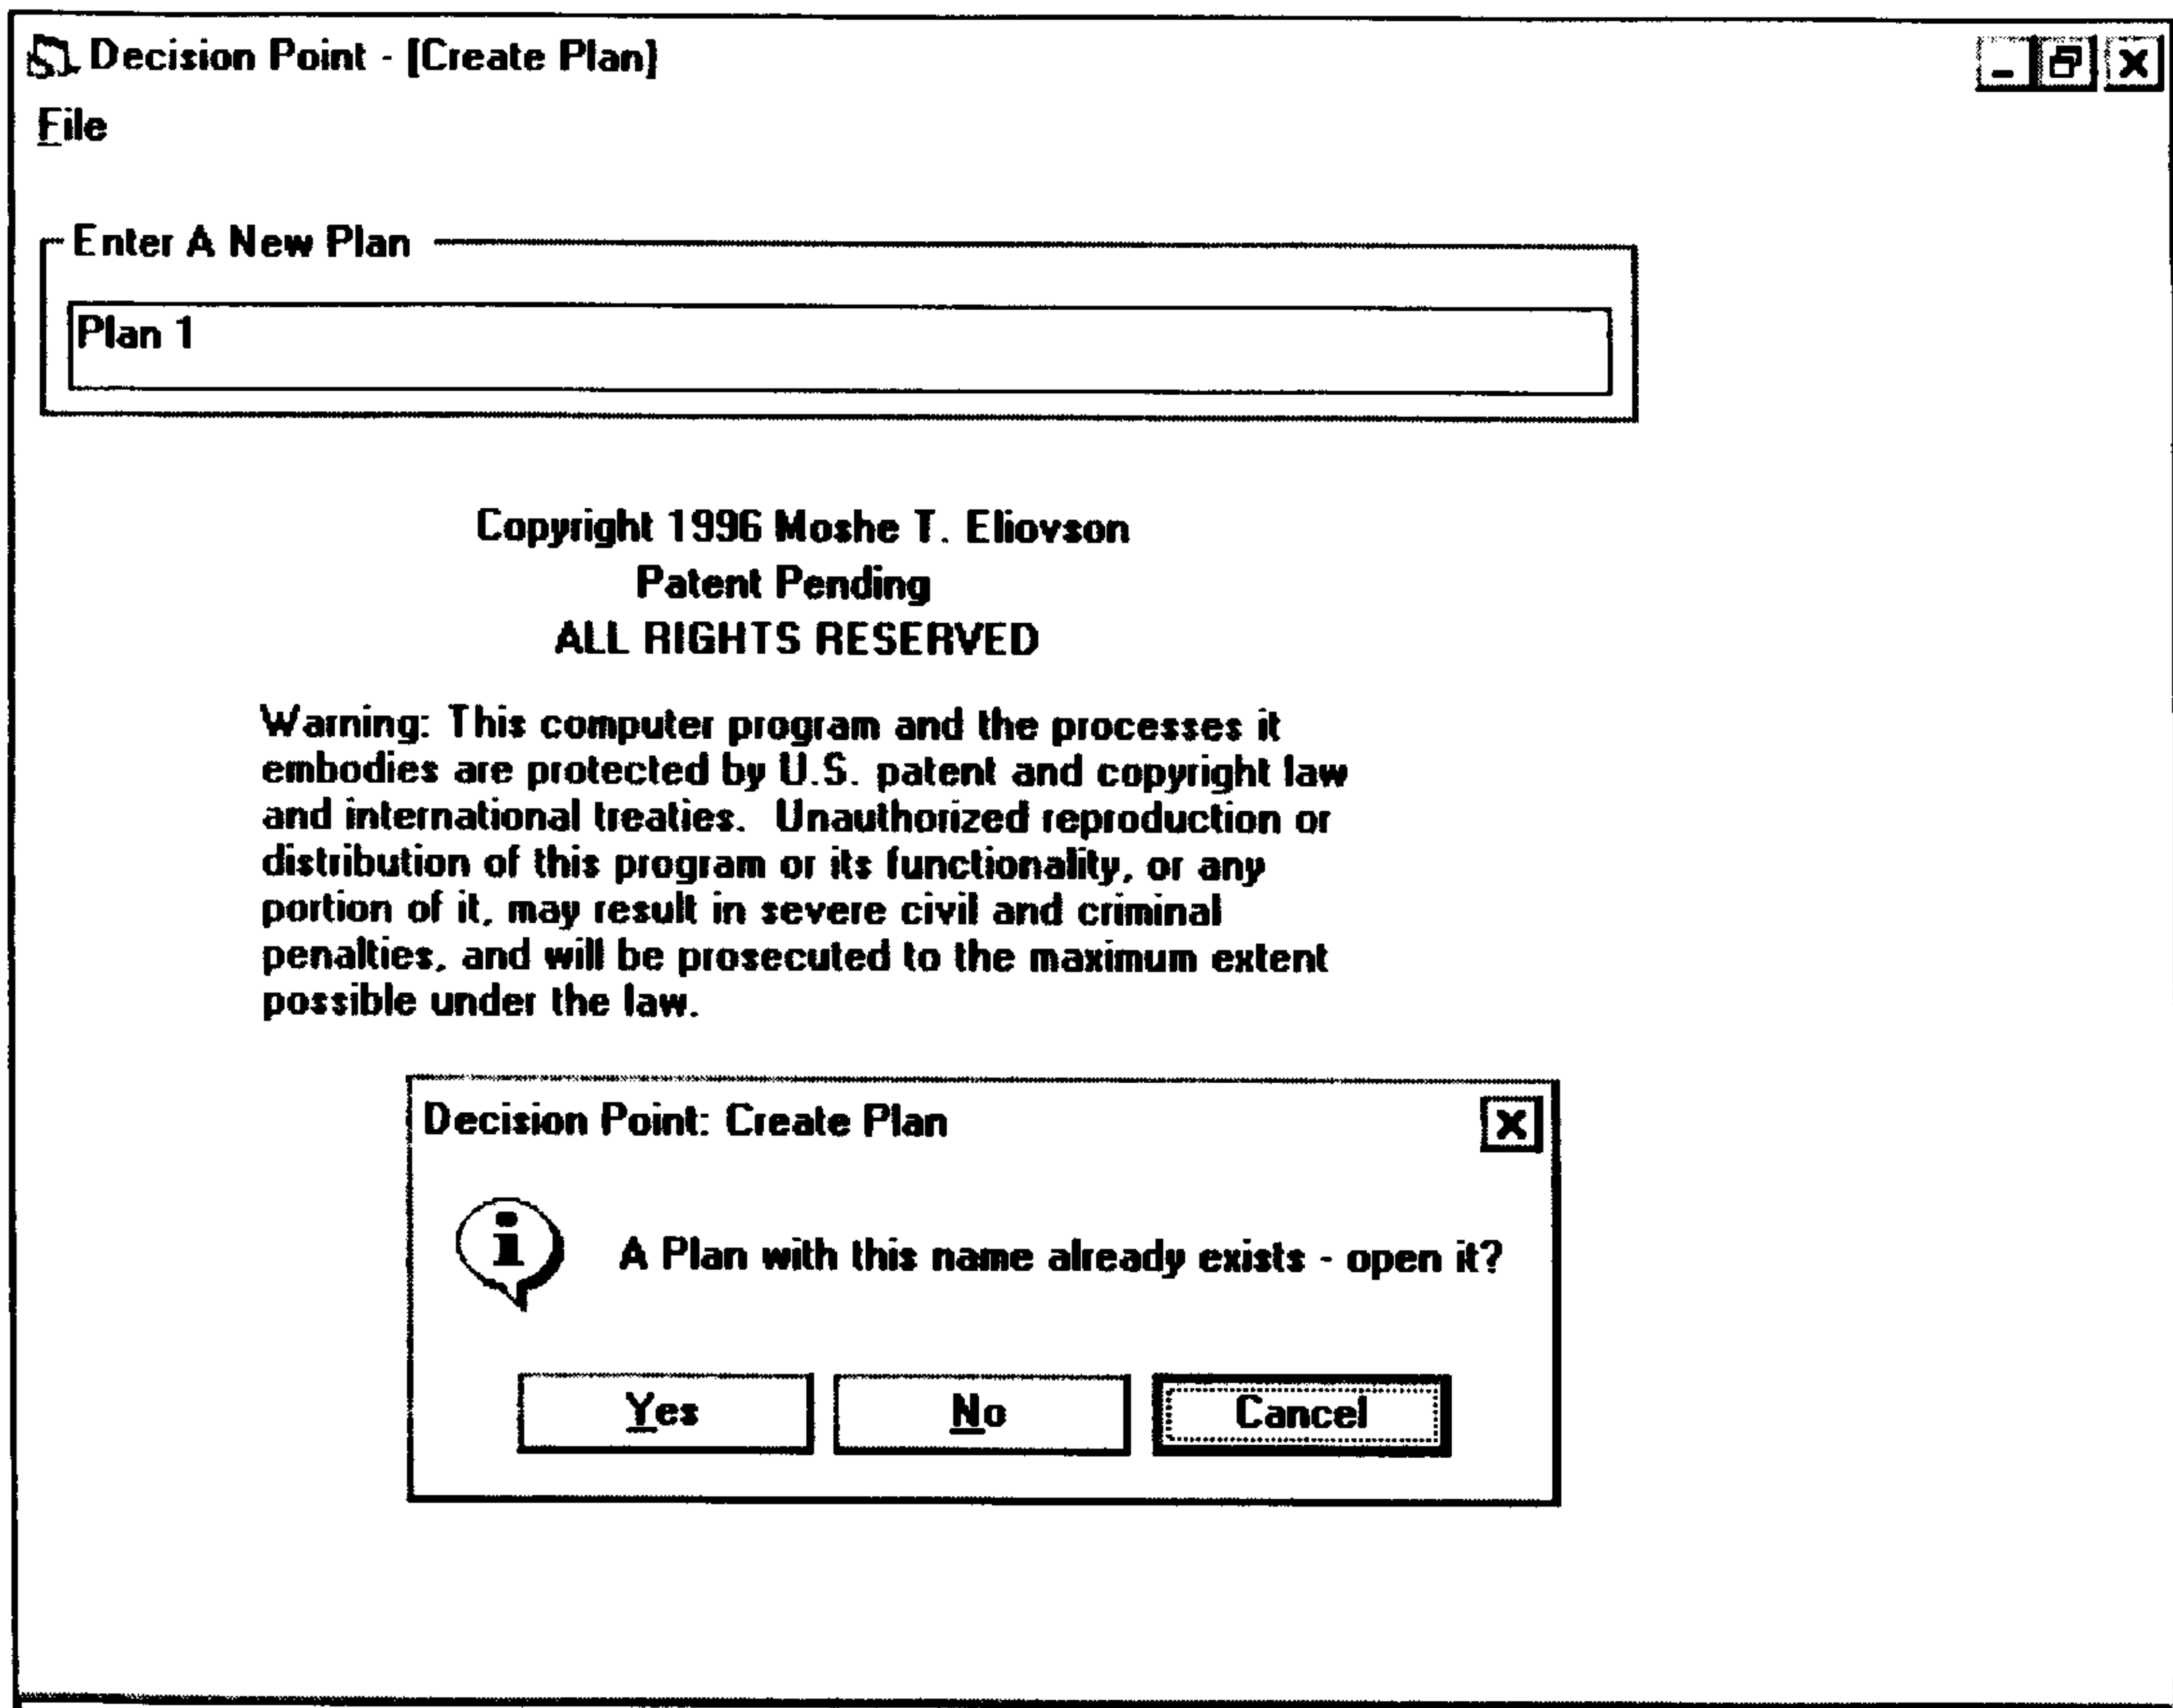 Decision Point - [Create Plan]
File
Enter A New Plan
Plan 1
Copyright 1996 Moshe T. Eliovson
Patent Pending
ALL RIGHTS RESERVED
Warning: This computer program and the processes it
embodies are protected by U.S. patent and copyright law
and international treaties.  Unauthorized reproduction or
distribution of this program or its functionality, or any
portion of it, may result in severe civil and criminal
penalties, and will be prosecuted to the maximum extent
possible under the law.
Decision Point: Create Plan
A Plan with this name already exists - open it?
Yes No Cancel